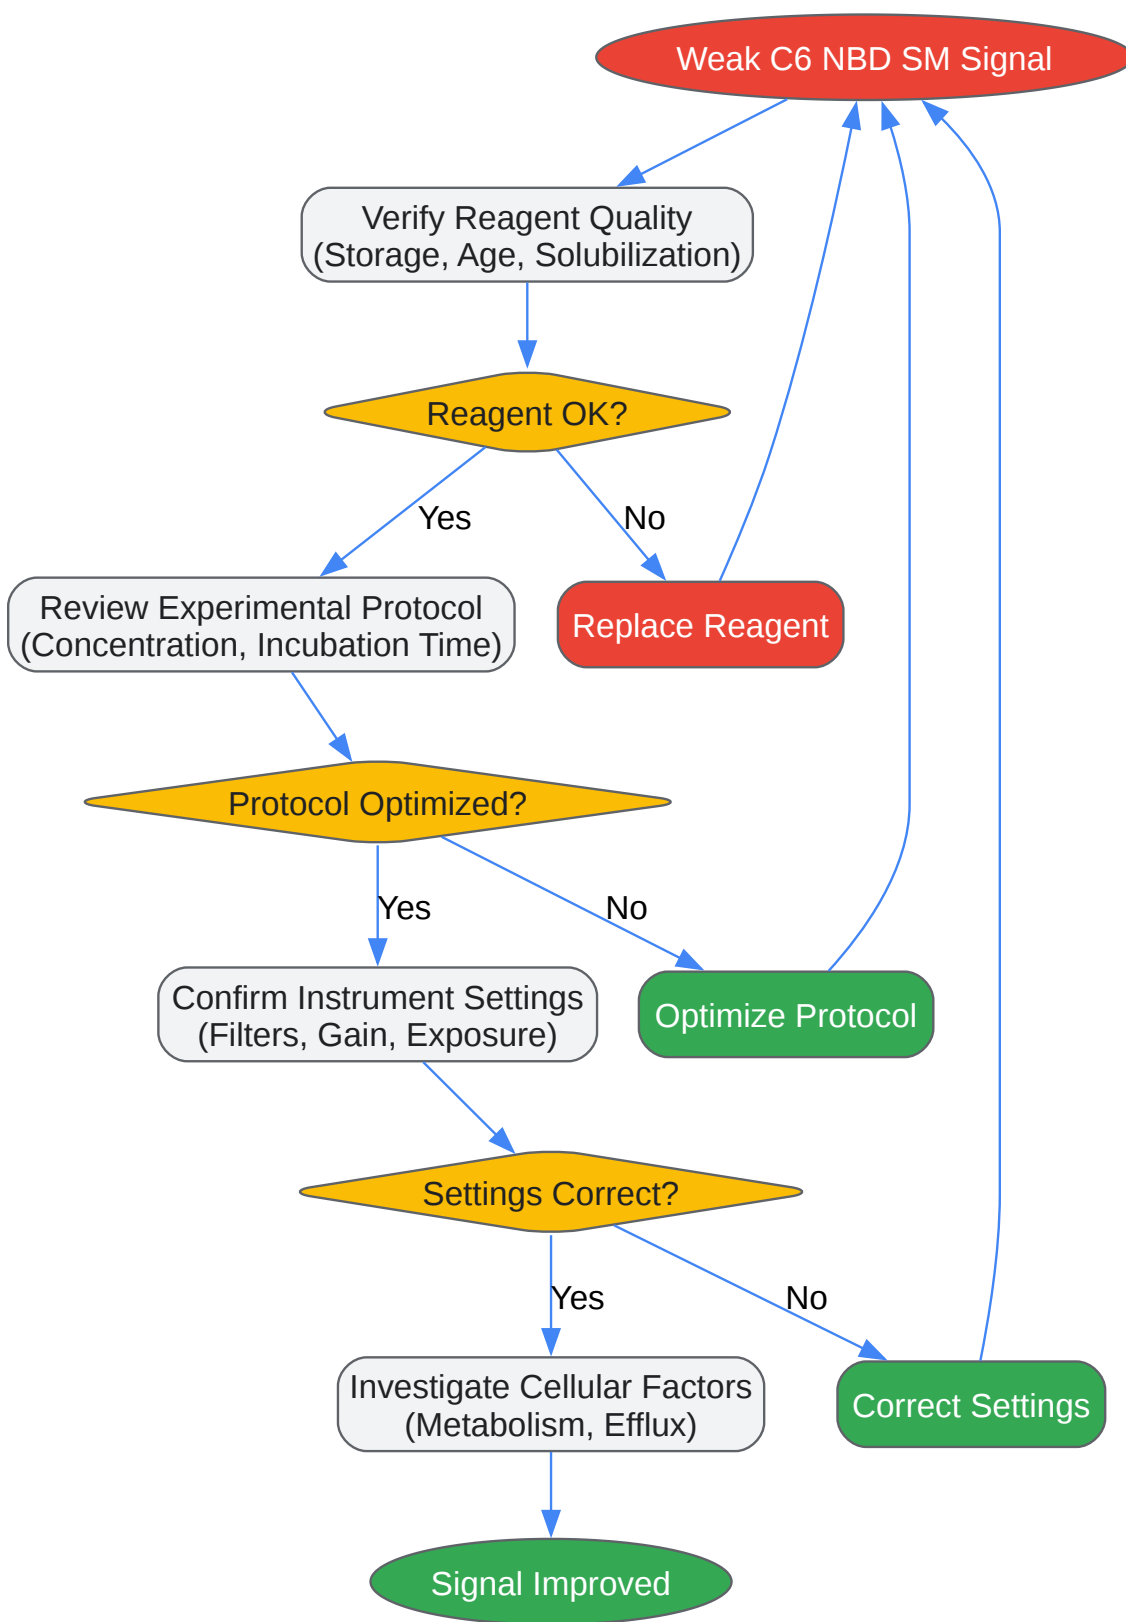 Weak C6 NBD SM Signal
Verify Reagent Quality
(Storage, Age, Solubilization)
Reagent OK?
Yes
No
Review Experimental Protocol
(Concentration, Incubation Time)
Replace Reagent
Protocol Optimized?
Yes
No
Confirm Instrument Settings
(Filters, Gain, Exposure)
Optimize Protocol
Settings Correct?
Yes
No
Investigate Cellular Factors
(Metabolism, Efflux)
Correct Settings
Signal Improved